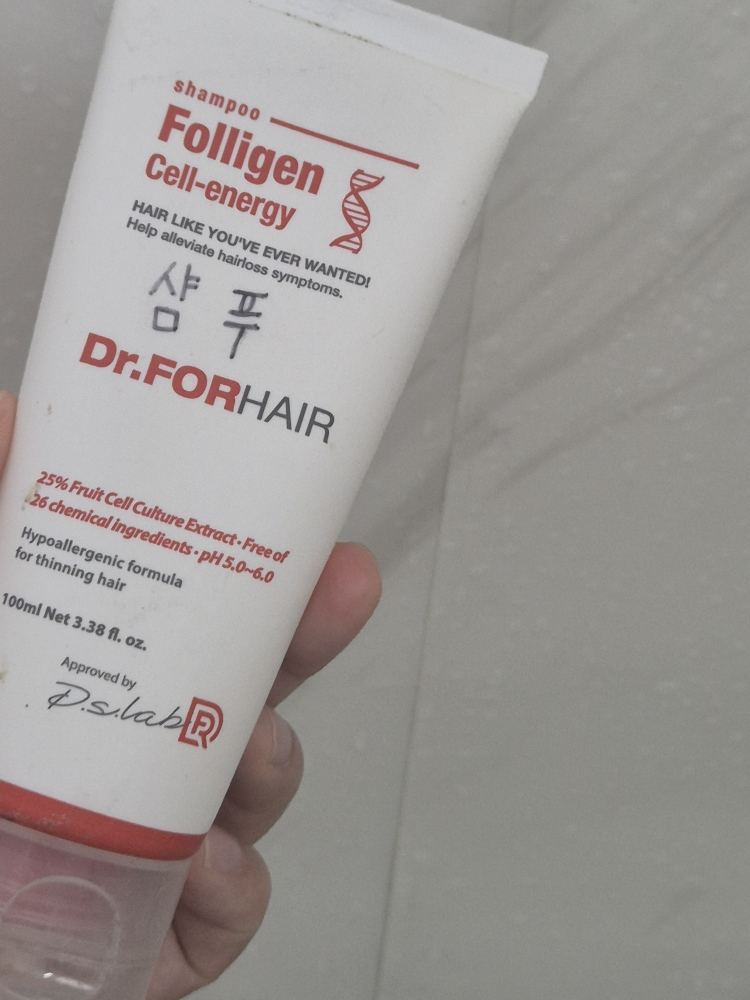 shampoo
Folligen
Cell-energy
HAIR LIKE YOU'VE EVER WANTED!
Help alleviate hairloss symptoms.
샴 푸
Dr.FORHAIR
25% Fruit Cell Culture Extract · Free of
26 chemical ingredients · pH 5.0~6.0
Hypoallergenic formula
for thinning hair
100ml Net 3.38 fl. oz.
Approved by
D.s.lab